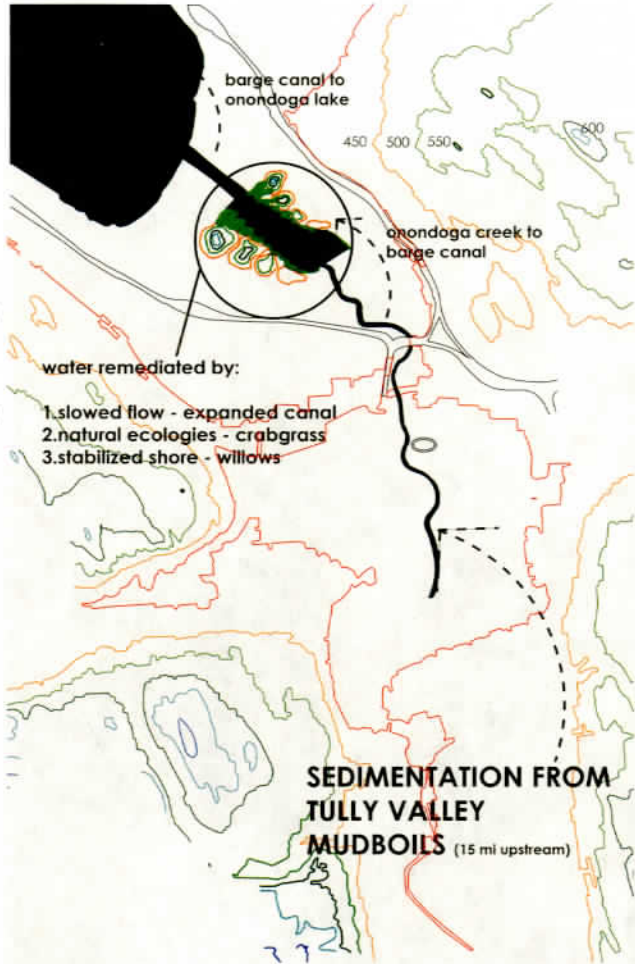 barge canal to
onondoga lake
450 500 550
600
onondoga creek to
barge canal
water remediated by:
1.slowed flow - expanded canal
2.natural ecologies - crabgrass
3.stabilized shore - willows
SEDIMENTATION FROM
TULLY VALLEY
MUDBOILS (15 mi upstream)